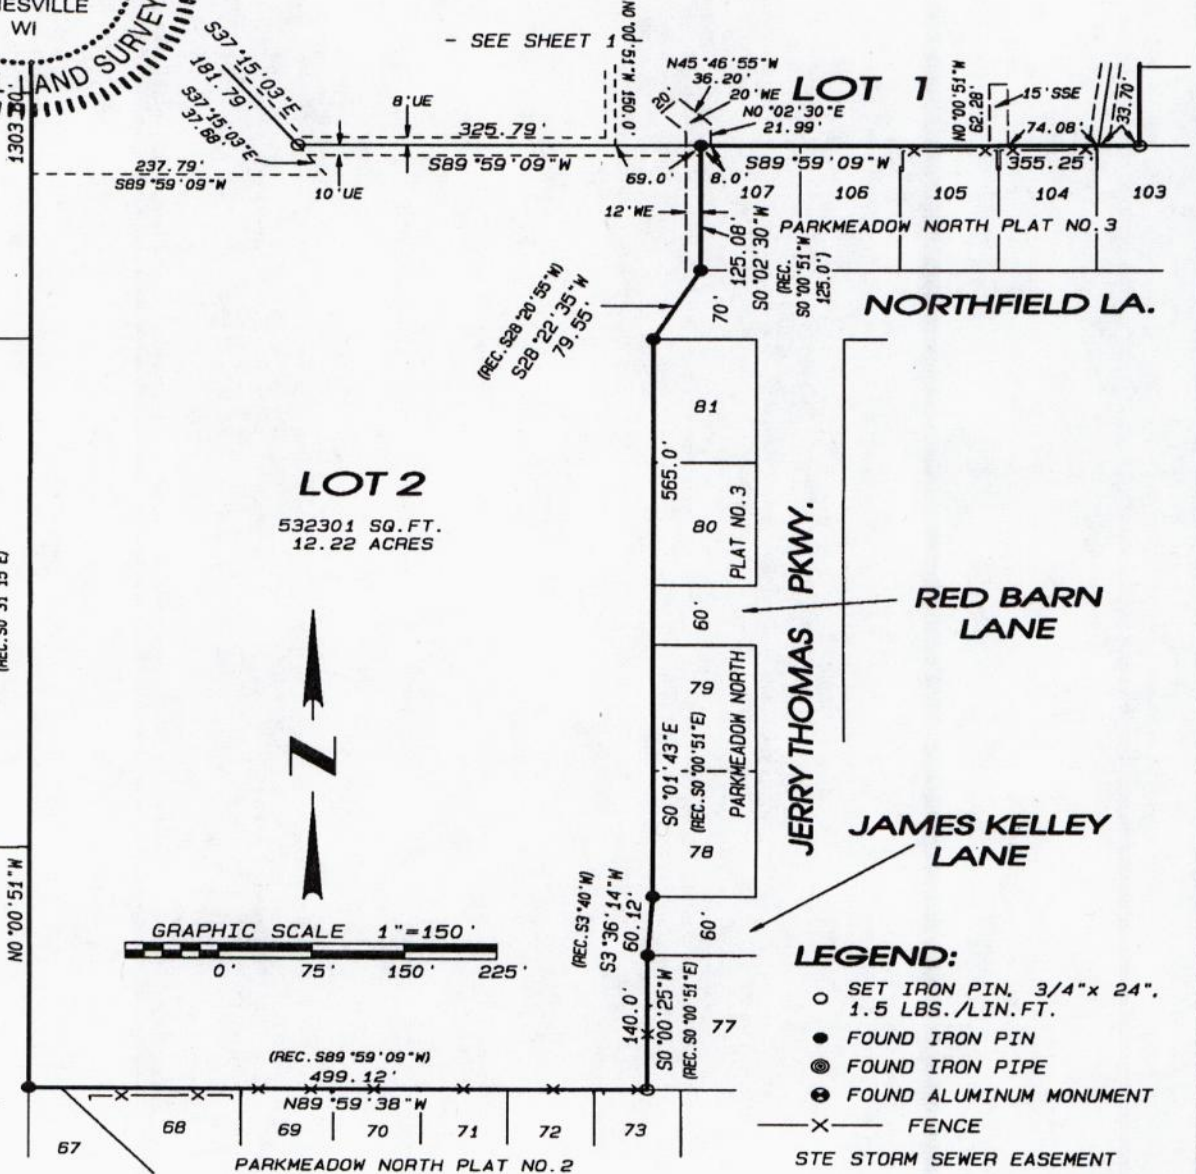 ESVILLE
WI
AND SURVEY
1303.20'
S37°15'03"E
181.79'
S37°15'03"E
37.68'
237.79'
S89°59'09"W
10'UE
8'UE
325.79'
S89°59'09"W
- SEE SHEET 1
N0°00'51"W 150.0'
N45°46'55"W
36.20'
20'
20'WE
N0°02'30"E
21.99'
LOT 1
N0°00'51"W
62.28'
15'SSE
74.08'
33.70'
S89°59'09"W
355.25'
69.0'
8.0'
107
106
105
104
103
PARKMEADOW NORTH PLAT NO.3
12'WE
125.08'
S0°02'30"W
(REC.
S0°00'51"W
125.0')
70'
(REC.S28°20'55"W)
S28°22'35"W
79.55'
NORTHFIELD LA.
81
565.0'
80
PLAT NO.3
LOT 2
532301 SQ.FT.
12.22 ACRES
(REC.S0°51'15"E)
60'
RED BARN
LANE
JERRY THOMAS PKWY.
79
S0°01'43"E
(REC.S0°00'51"E)
PARKMEADOW NORTH
78
N
JAMES KELLEY
LANE
N0°00'51"W
GRAPHIC SCALE 1"=150'
0' 75' 150' 225'
(REC.S3°40'W)
S3°36'14"W
60.12'
60'
140.0'
S0°00'25"W
(REC.S0°00'51"E)
77
(REC.S89°59'09"W)
499.12'
N89°59'38"W
67
68
69
70
71
72
73
PARKMEADOW NORTH PLAT NO.2
LEGEND:
SET IRON PIN, 3/4"x 24",
1.5 LBS./LIN.FT.
FOUND IRON PIN
FOUND IRON PIPE
FOUND ALUMINUM MONUMENT
FENCE
STE STORM SEWER EASEMENT